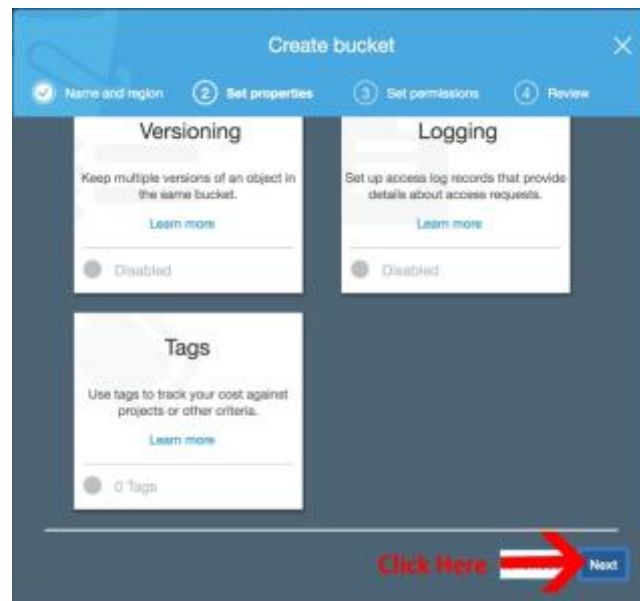 Create bucket
Name and region
2 Set properties
3 Set permissions
4 Review
Versioning
Keep multiple versions of an object in
the same bucket.
Learn more
Disabled
Logging
Set up access log records that provide
details about access requests.
Learn more
Disabled
Tags
Use tags to track your cost against
projects or other criteria.
Learn more
0 Tags
Click Here
Next